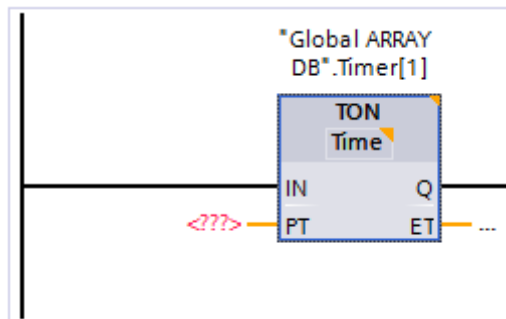 "Global ARRAY
DB".Timer[1]
TON
Time
IN Q
<???> PT ET ...